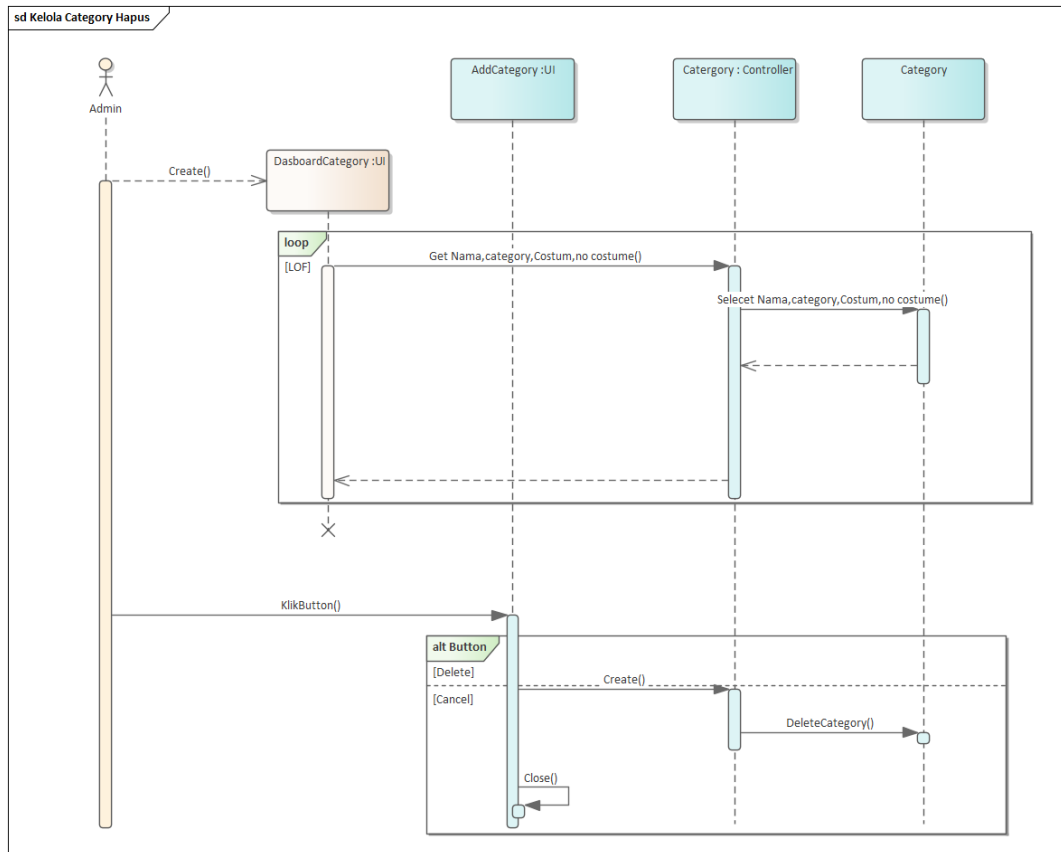 sd Kelola Category Hapus
AddCategory :UI
Catergory : Controller
Category
Admin
DasboardCategory :UI
Create()
loop
[LOF]
Get Nama,category,Costum,no costume()
Selecet Nama,category,Costum,no costume()
KlikButton()
alt Button
[Delete]
Create()
[Cancel]
DeleteCategory()
Close()